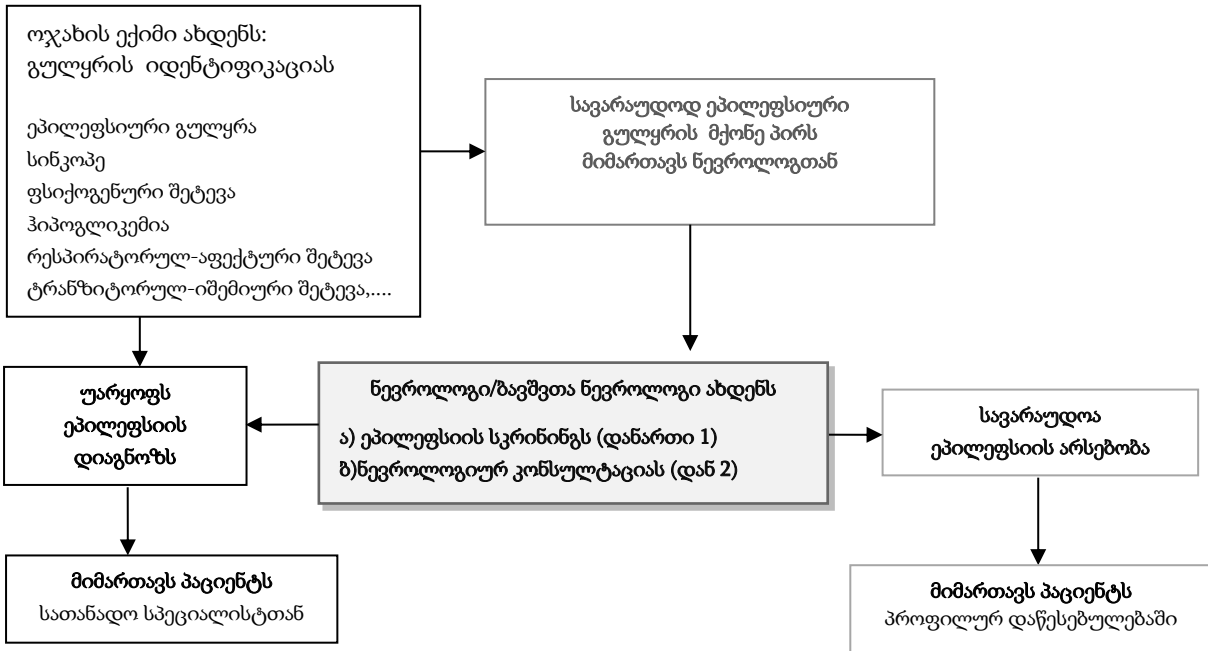 ოჯახის ექიმი ახდენს:
გულყრის იდენტიფიკაციას
ეპილეფსიური გულყრა
სინკოპე
ფსიქოგენური შეტევა
ჰიპოგლიკემია
რესპირატორულ-აფექტური შეტევა
ტრანზიტორულ-იშემიური შეტევა,....
სავარაუდოდ ეპილეფსიური
გულყრის მქონე პირს
მიმართავს ნევროლოგთან
უარყოფს
ეპილეფსიის
დიაგნოზს
ნევროლოგი/ბავშვთა ნევროლოგი ახდენს
ა) ეპილეფსიის სკრინინგს (დანართი 1)
ბ)ნევროლოგიურ კონსულტაციას (დან 2)
სავარაუდოა
ეპილეფსიის არსებობა
მიმართავს პაციენტს
სათანადო სპეციალისტთან
მიმართავს პაციენტს
პროფილურ დაწესებულებაში